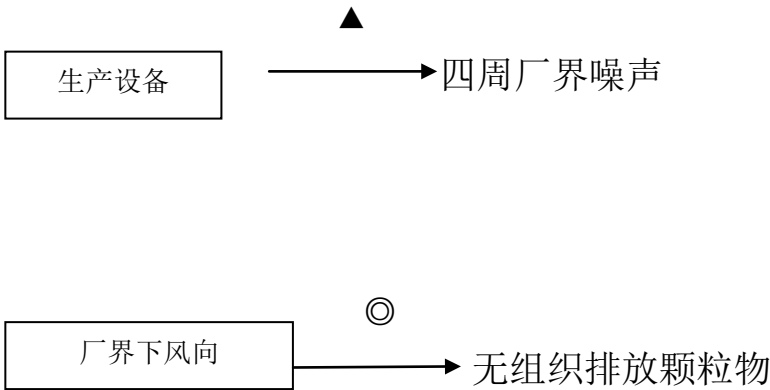 ▲
生产设备
四周厂界噪声
◎
厂界下风向
无组织排放颗粒物